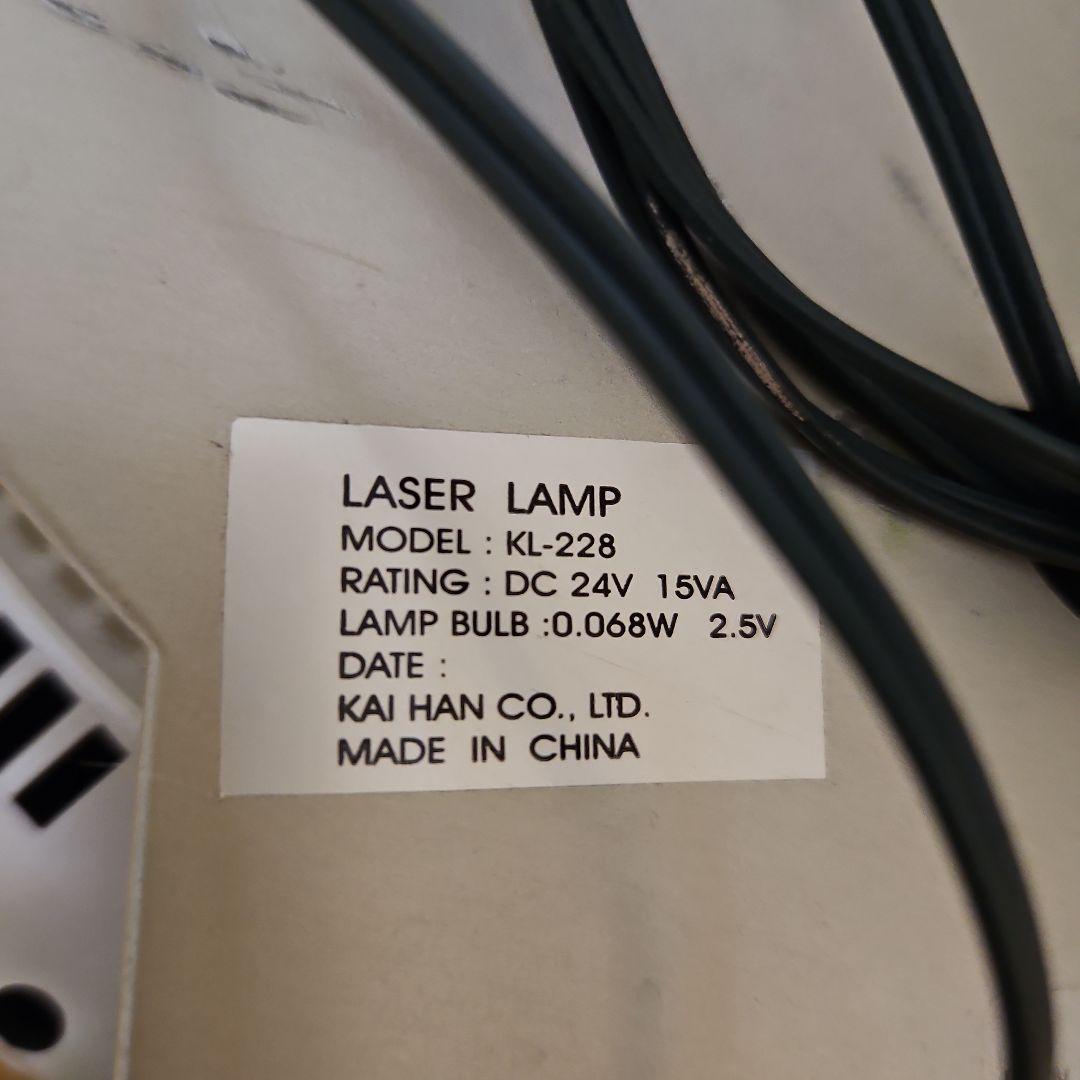 LASER LAMP
MODEL : KL-228
RATING : DC 24V 15VA
LAMP BULB :0.068W 2.5V
DATE :
KAI HAN CO., LTD.
MADE IN CHINA